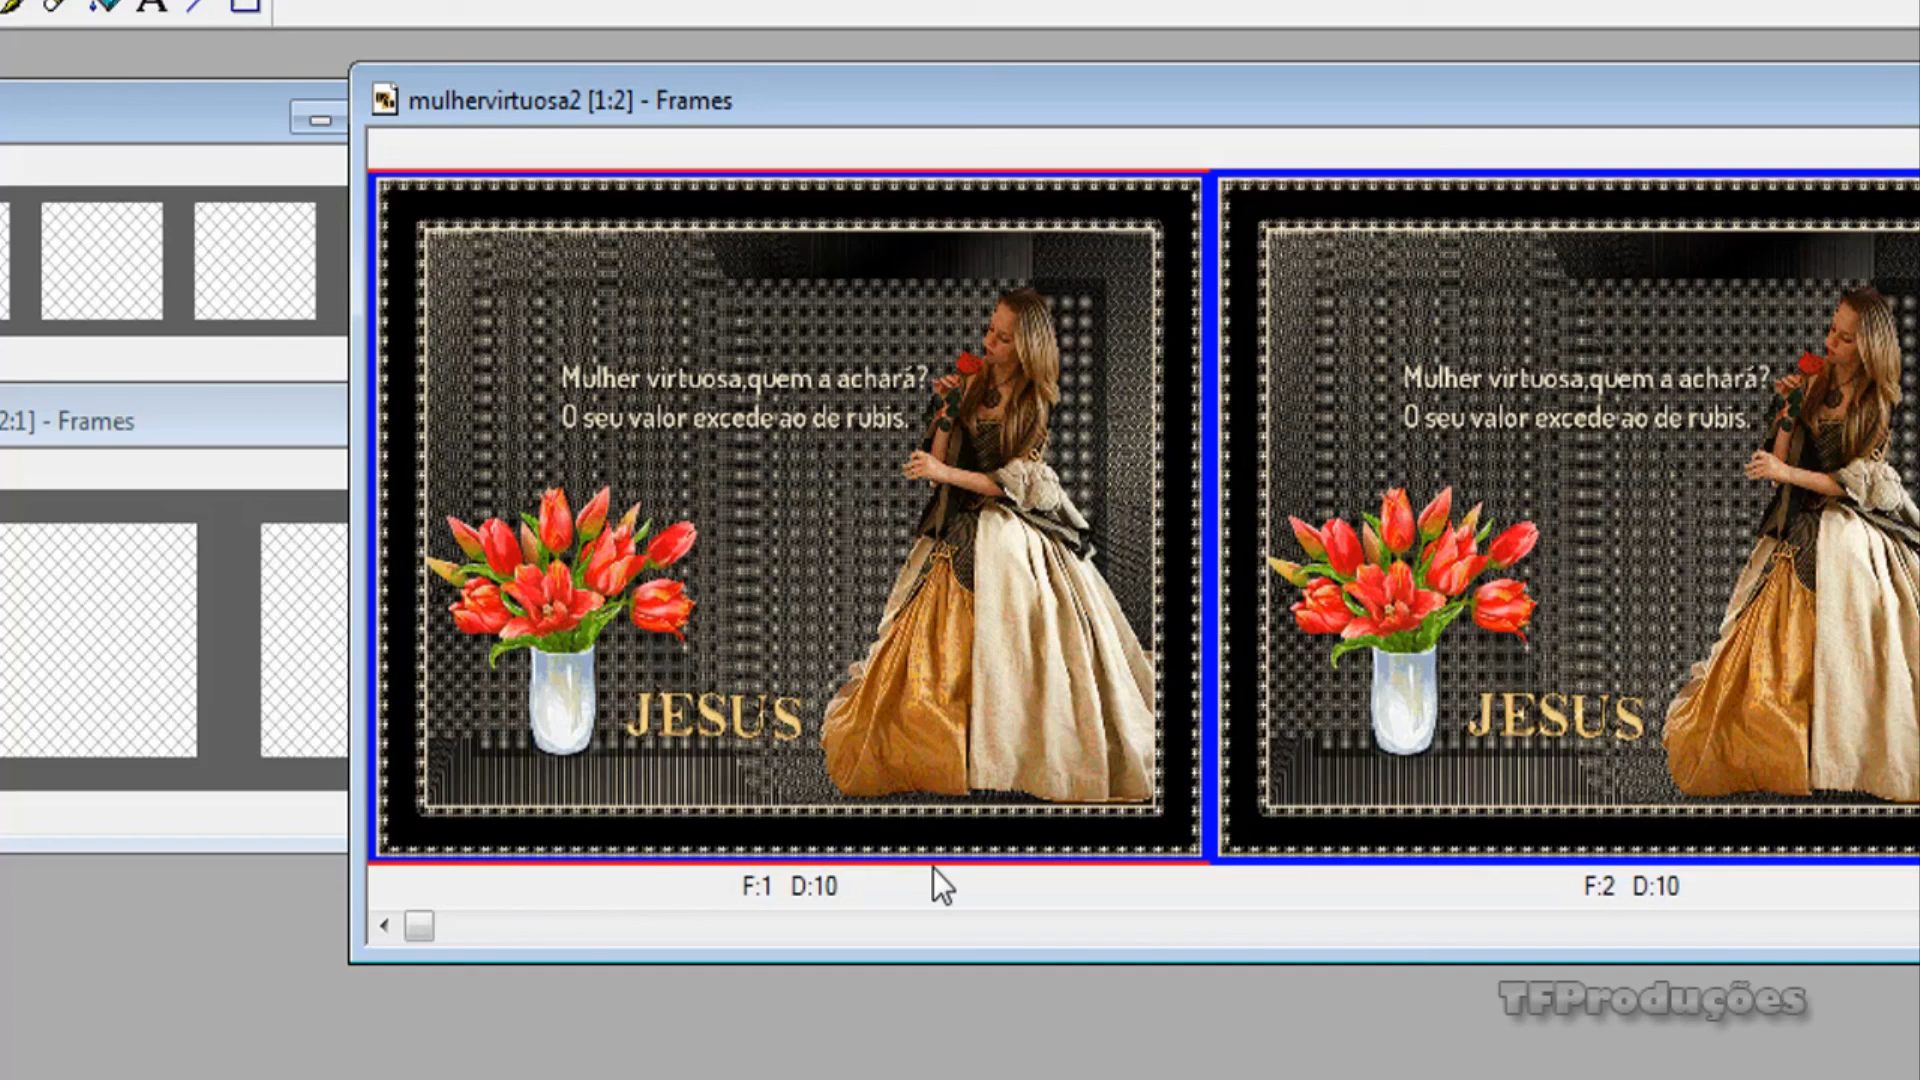 A
mulhervirtuosa2 [1:2] - Frames
2:1] - Frames
Mulher virtuosa,quem a achará?
O seu valor excede ao de rubis.
JESUS
Mulher virtuosa,quem a achará?
O seu valor excede ao de rubis.
JESUS
F:1 D:10
F:2 D:10
TFProduções